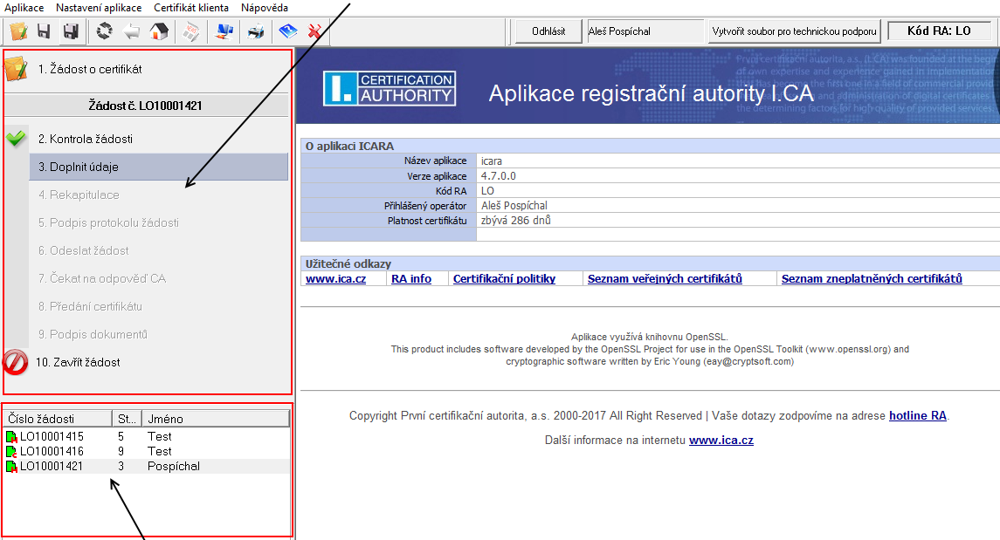 Aplikace Nastavení aplikace Certifikát klienta Nápověda
Odhlásit Aleš Pospíchal Vytvořit soubor pro technickou podporu Kód RA: LO
1. Žádost o certifikát
Žádost č. LO10001421
2. Kontrola žádosti
3. Doplnit údaje
4. Rekapitulace
5. Podpis protokolu žádosti
6. Odeslat žádost
7. Čekat na odpověď CA
8. Předání certifikátu
9. Podpis dokumentů
10. Zavřít žádost
Číslo žádosti St... Jméno
LO10001415 5 Test
LO10001416 9 Test
LO10001421 3 Pospíchal
I. CERTIFICATION
AUTHORITY
Aplikace registrační autority I.CA
První certifikační autorita, a.s. (I.CA) was founded at the begi
of own expertise and experience gained in implementation
the first one in a field of commercial provid
and administration of digital certificates
the determining factors for high quality of provided services.
O aplikaci ICARA
Název aplikace icara
Verze aplikace 4.7.0.0
Kód RA LO
Přihlášený operátor Aleš Pospíchal
Platnost certifikátu zbývá 286 dnů
Užitečné odkazy
www.ica.cz RA info Certifikační politiky Seznam veřejných certifikátů Seznam zneplatněných certifikátů
Aplikace využívá knihovnu OpenSSL.
This product includes software developed by the OpenSSL Project for use in the OpenSSL Toolkit (www.openssl.org) and
cryptographic software written by Eric Young (eay@cryptsoft.com)
Copyright První certifikační autorita, a.s. 2000-2017 All Right Reserved | Vaše dotazy zodpovíme na adrese hotline RA.
Další informace na internetu www.ica.cz